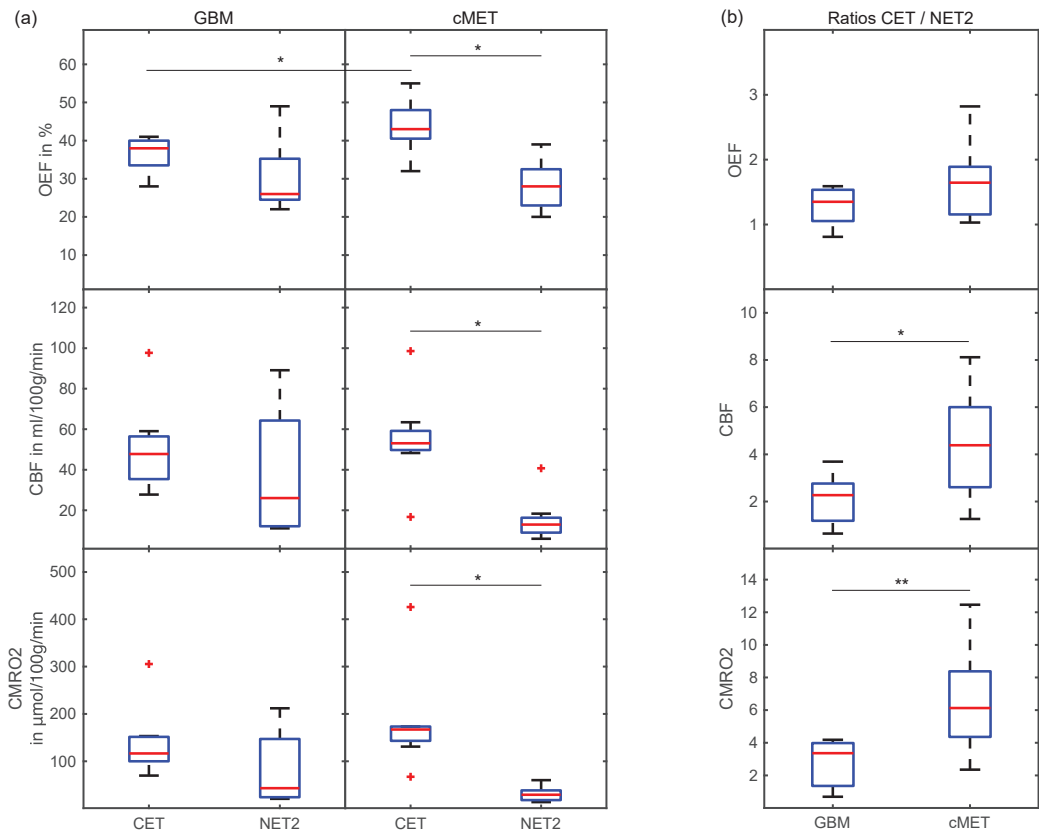 (a)
GBM
cMET
60
50
40
30
20
10
OEF in %
*
*
120
100
80
60
40
20
CBF in ml/100g/min
*
500
400
300
200
100
CMRO2
in µmol/100g/min
*
CET
NET2
CET
NET2
(b)
Ratios CET / NET2
3
2
1
OEF
10
8
6
4
2
CBF
*
14
12
10
8
6
4
2
CMRO2
**
GBM
cMET